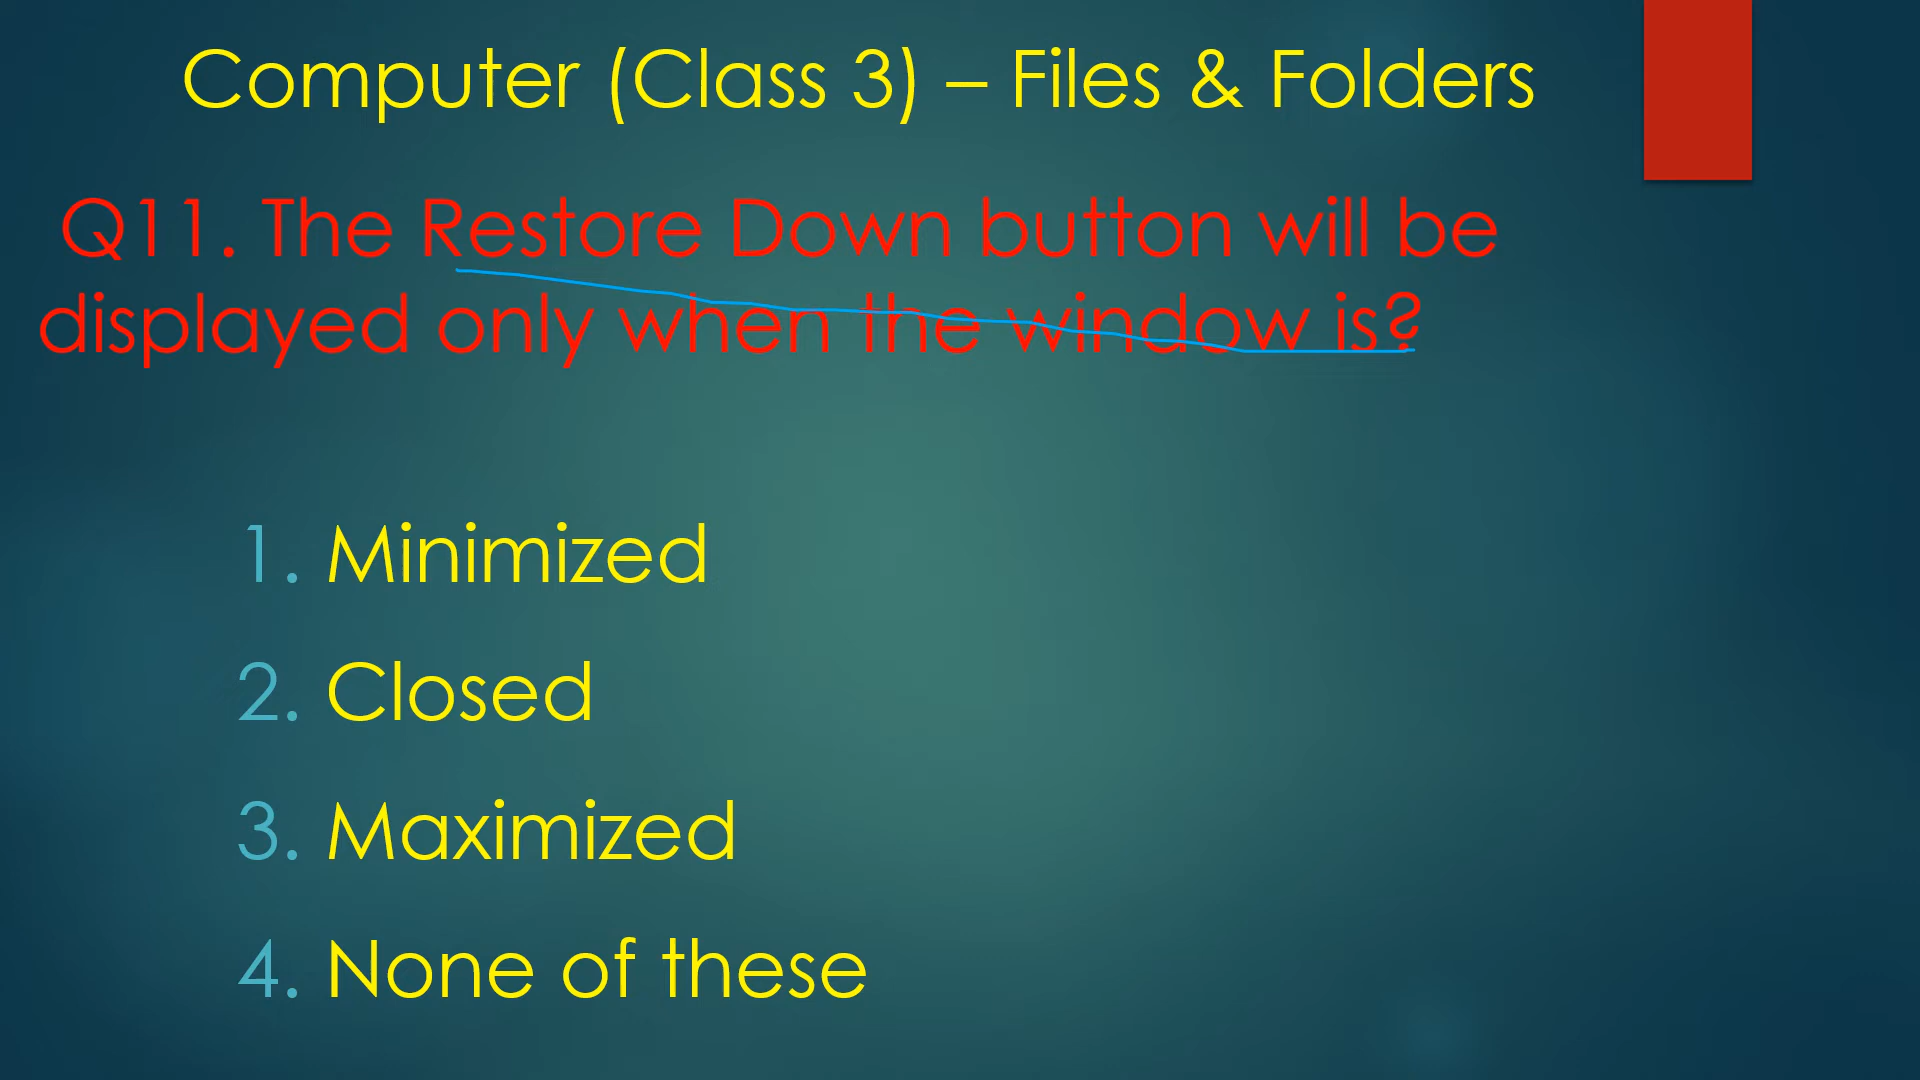 Computer (Class 3) – Files & Folders
Q11. The Restore Down button will be
displayed only when the window is?
1. Minimized
2. Closed
3. Maximized
4. None of these